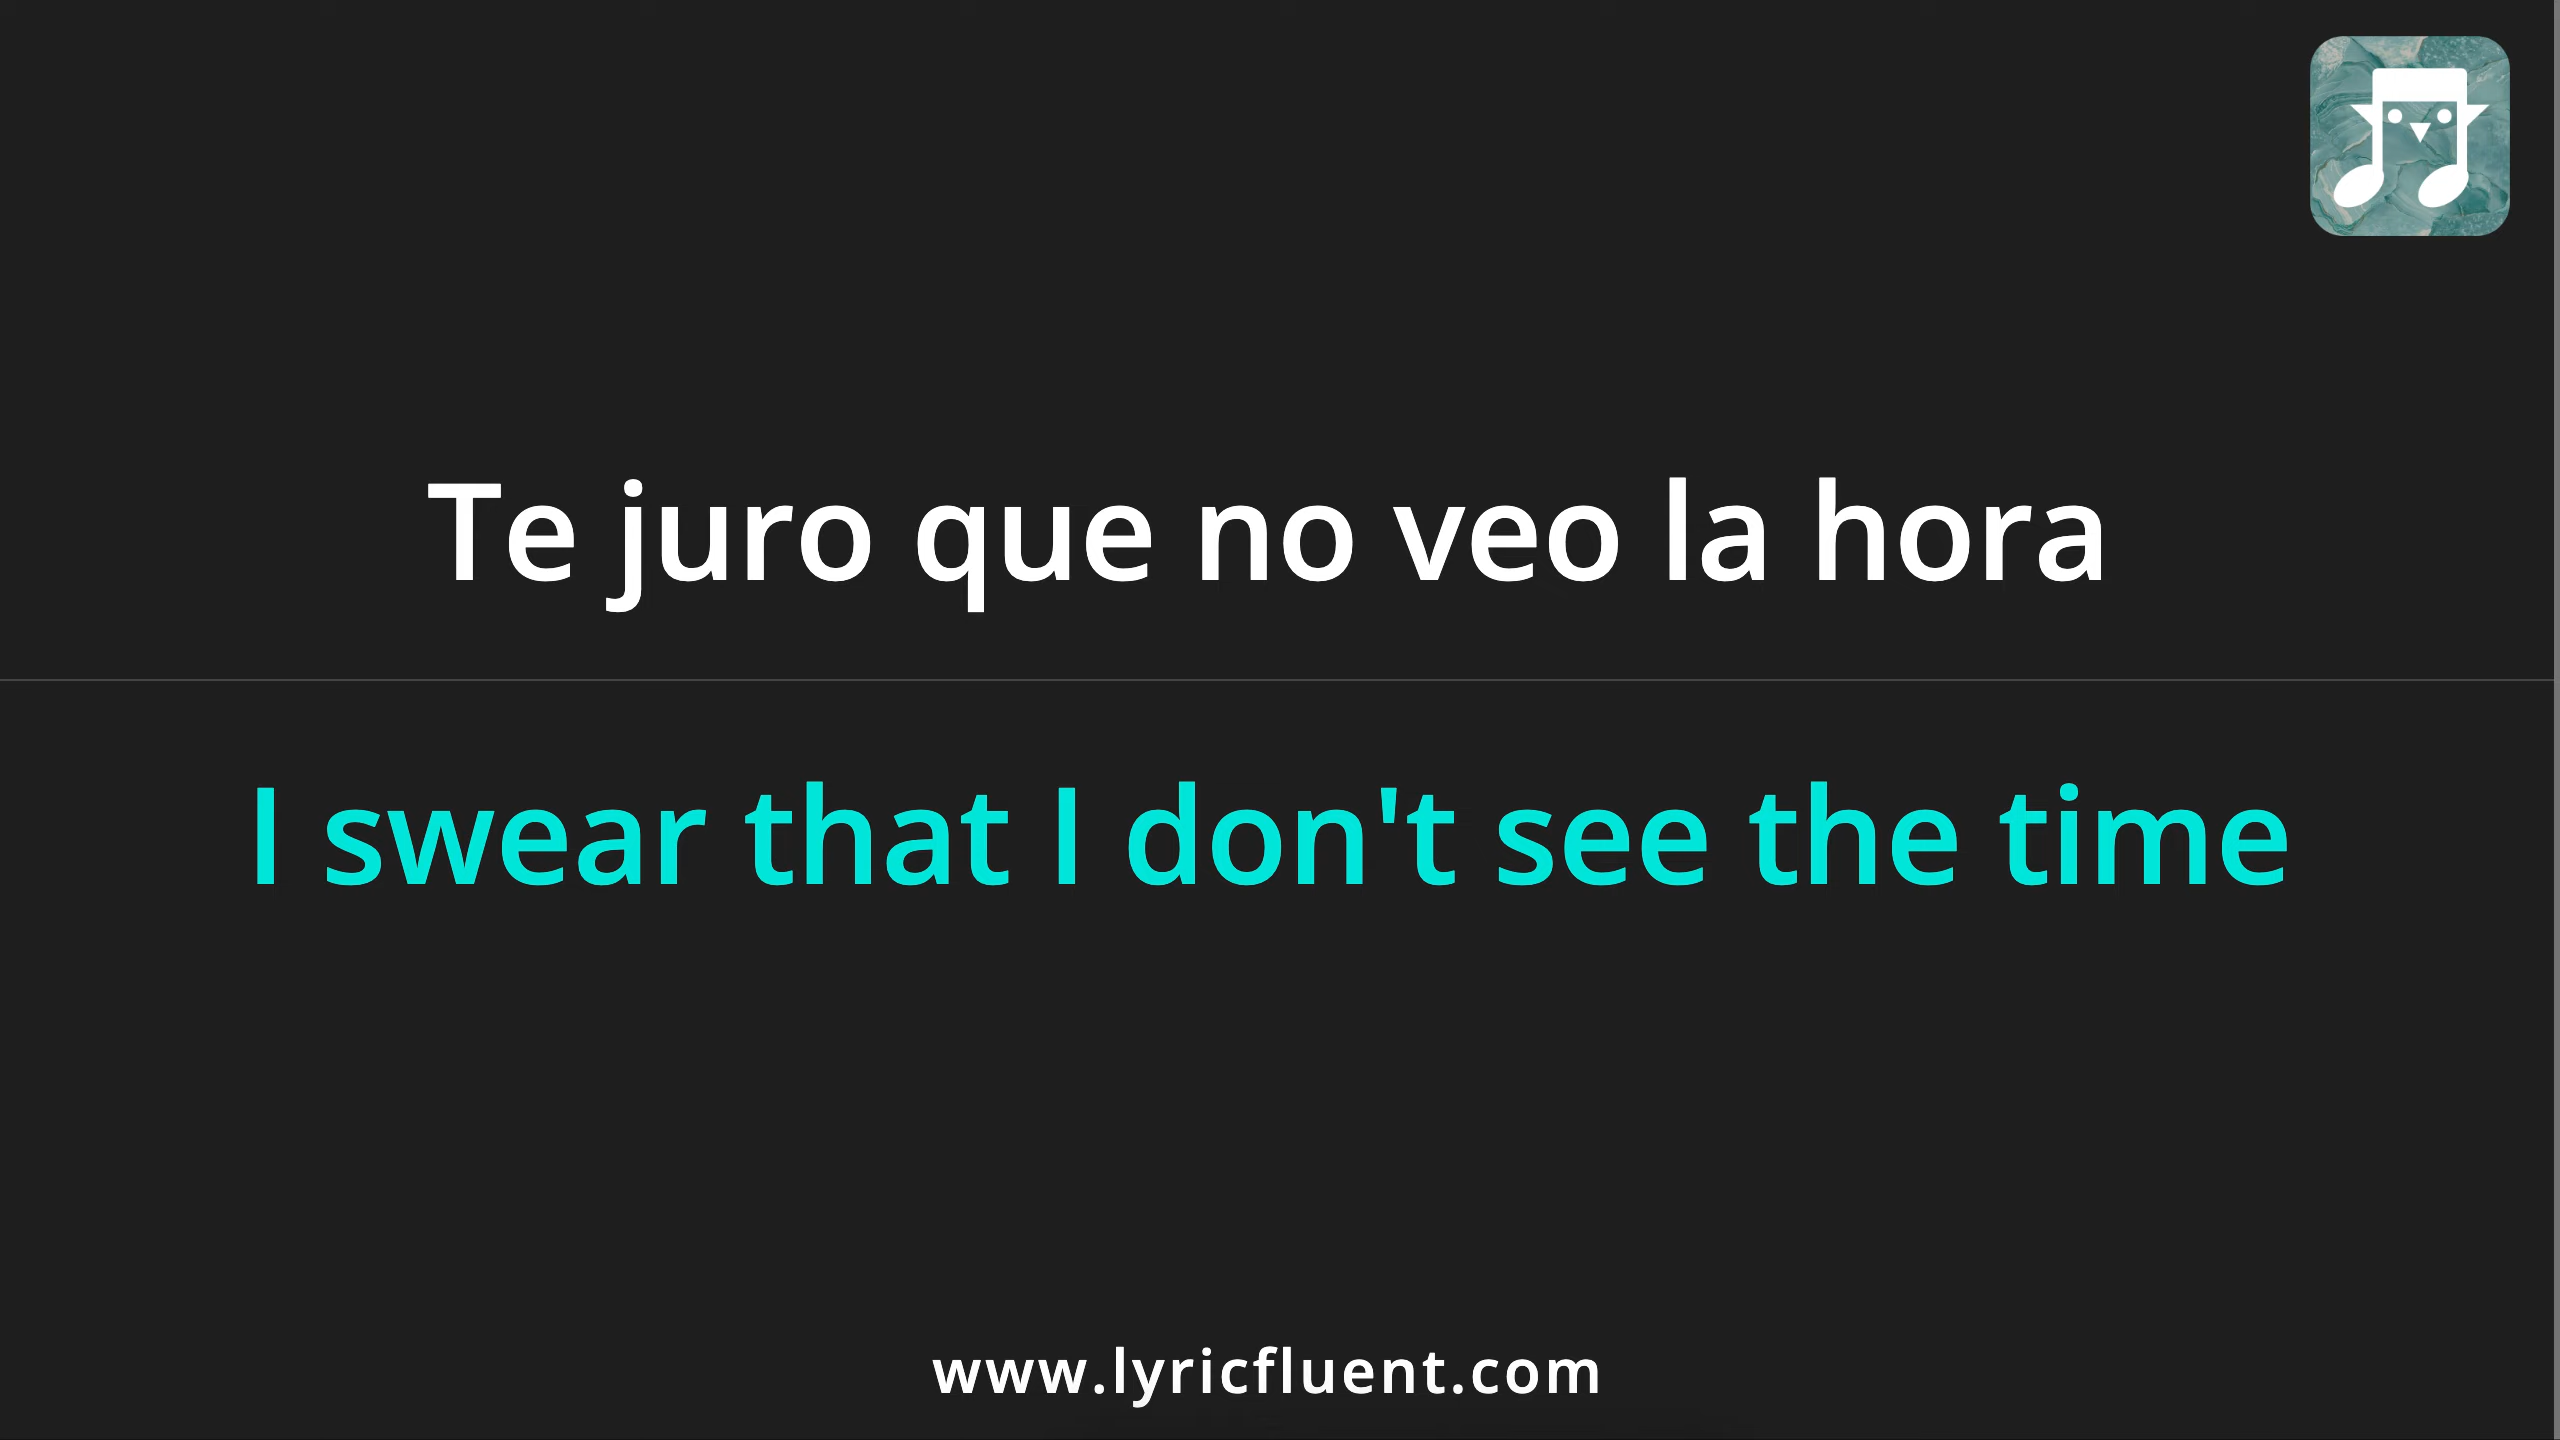 Te juro que no veo la hora
I swear that I don't see the time
www.lyricfluent.com